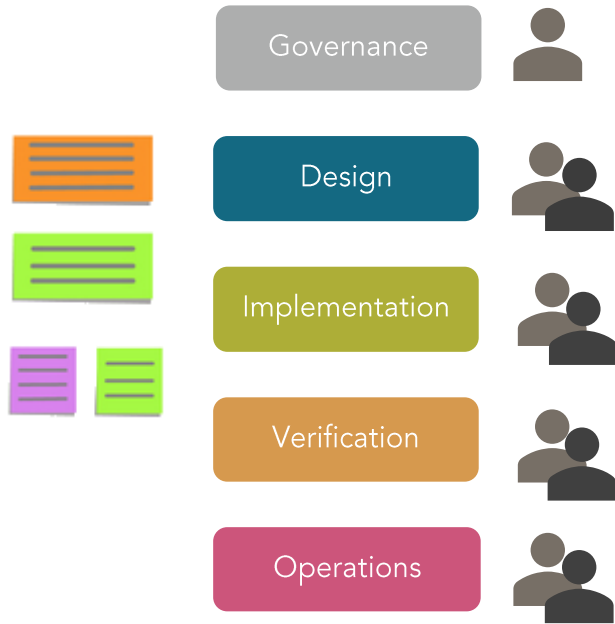 Governance
Design
Implementation
Verification
Operations